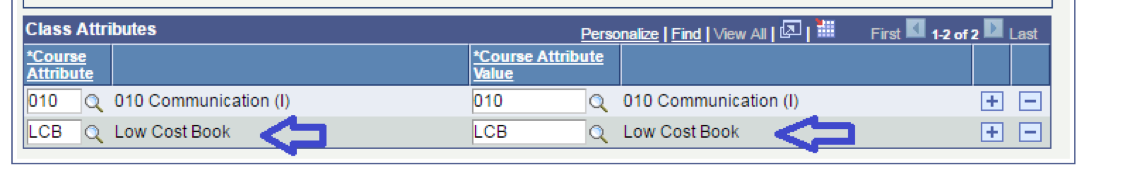 Class Attributes Personalize | Find | View All | | First 1-2 of 2 Last
*Course Attribute *Course Attribute Value
010 010 Communication (I) 010 010 Communication (I) + −
LCB Low Cost Book LCB Low Cost Book + −